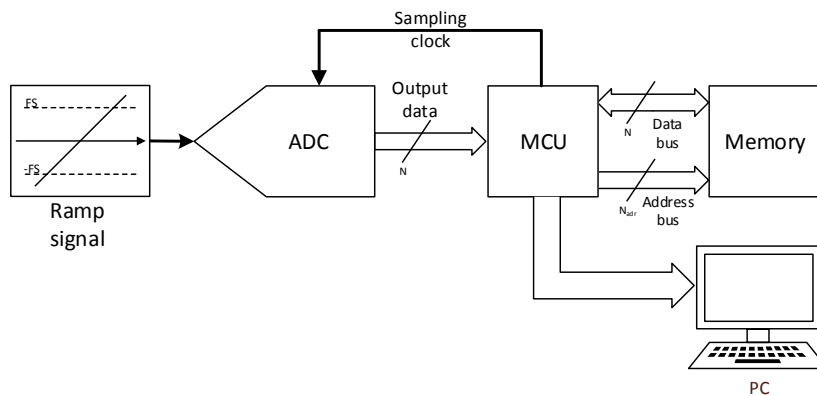 Sampling
clock
FS
-FS
Ramp
signal
ADC
Output
data
N
MCU
N
Data
bus
Nadr
Address
bus
Memory
PC